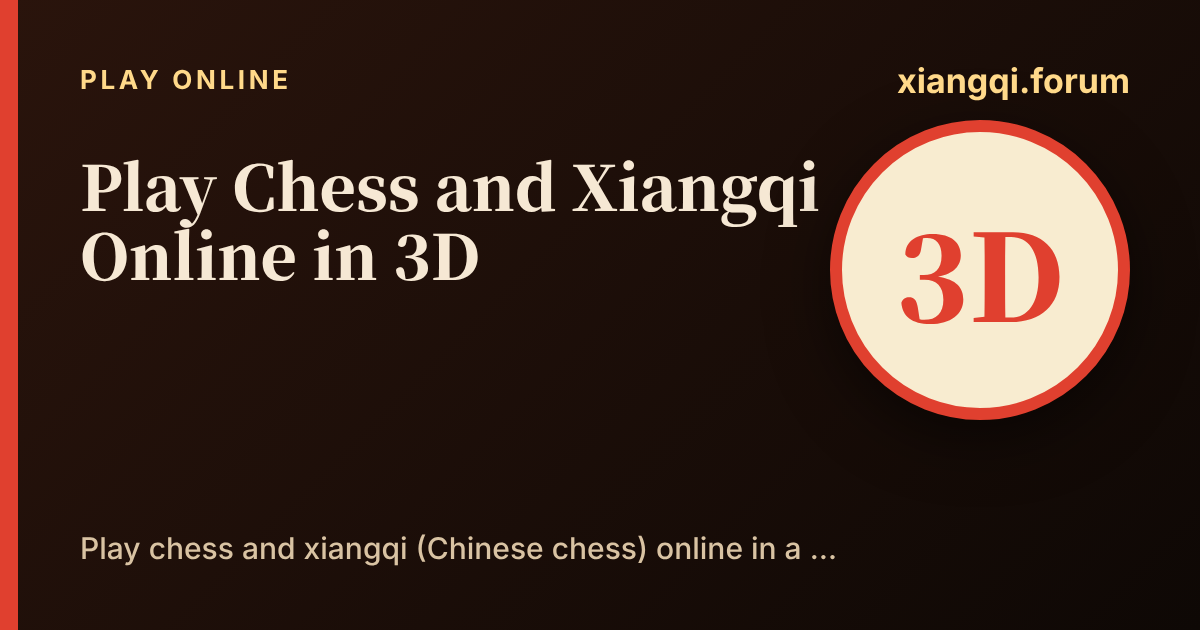 PLAY ONLINE
xiangqi.forum
Play Chess and Xiangqi
Online in 3D
3D
Play chess and xiangqi (Chinese chess) online in a ...